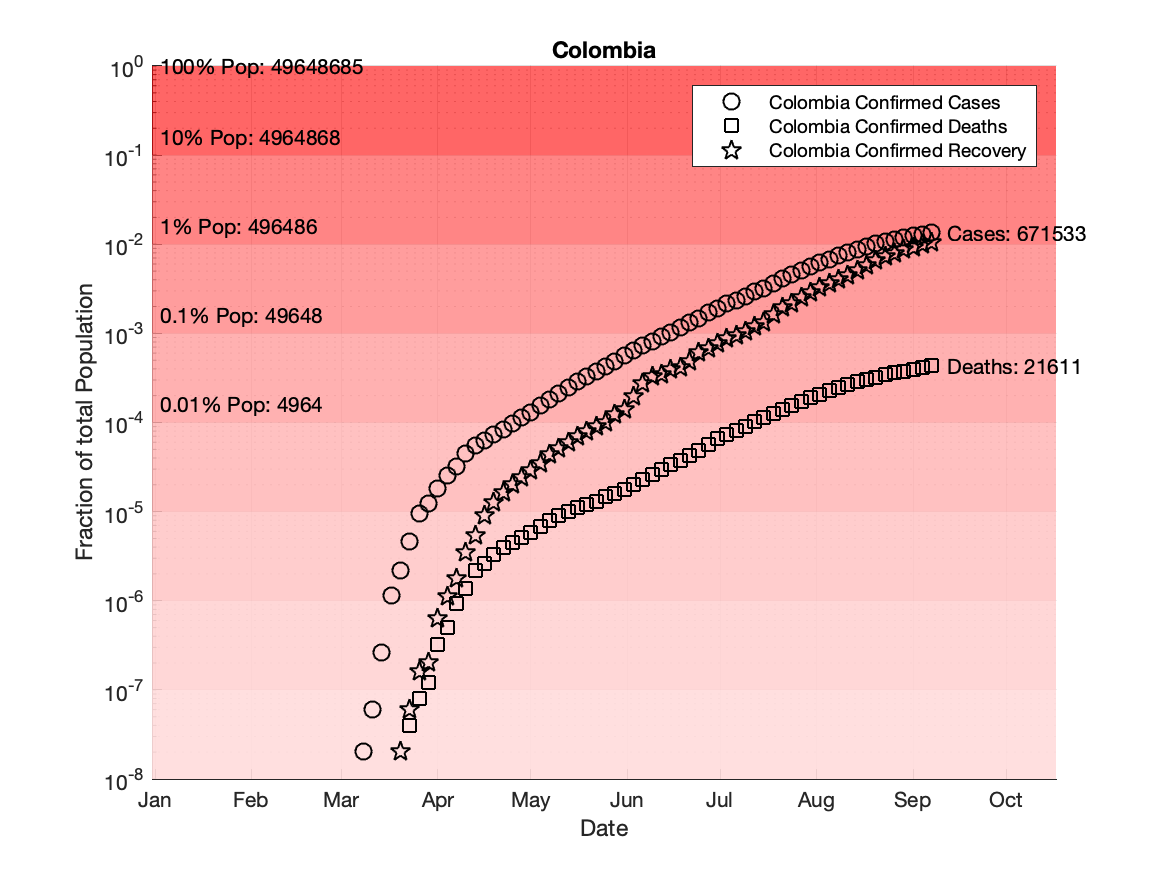 Colombia
100% Pop: 49648685
10% Pop: 4964868
1% Pop: 496486
0.1% Pop: 49648
0.01% Pop: 4964
Colombia Confirmed Cases
Colombia Confirmed Deaths
Colombia Confirmed Recovery
Cases: 671533
Deaths: 21611
Fraction of total Population
10^0
10^-1
10^-2
10^-3
10^-4
10^-5
10^-6
10^-7
10^-8
Jan Feb Mar Apr May Jun Jul Aug Sep Oct
Date